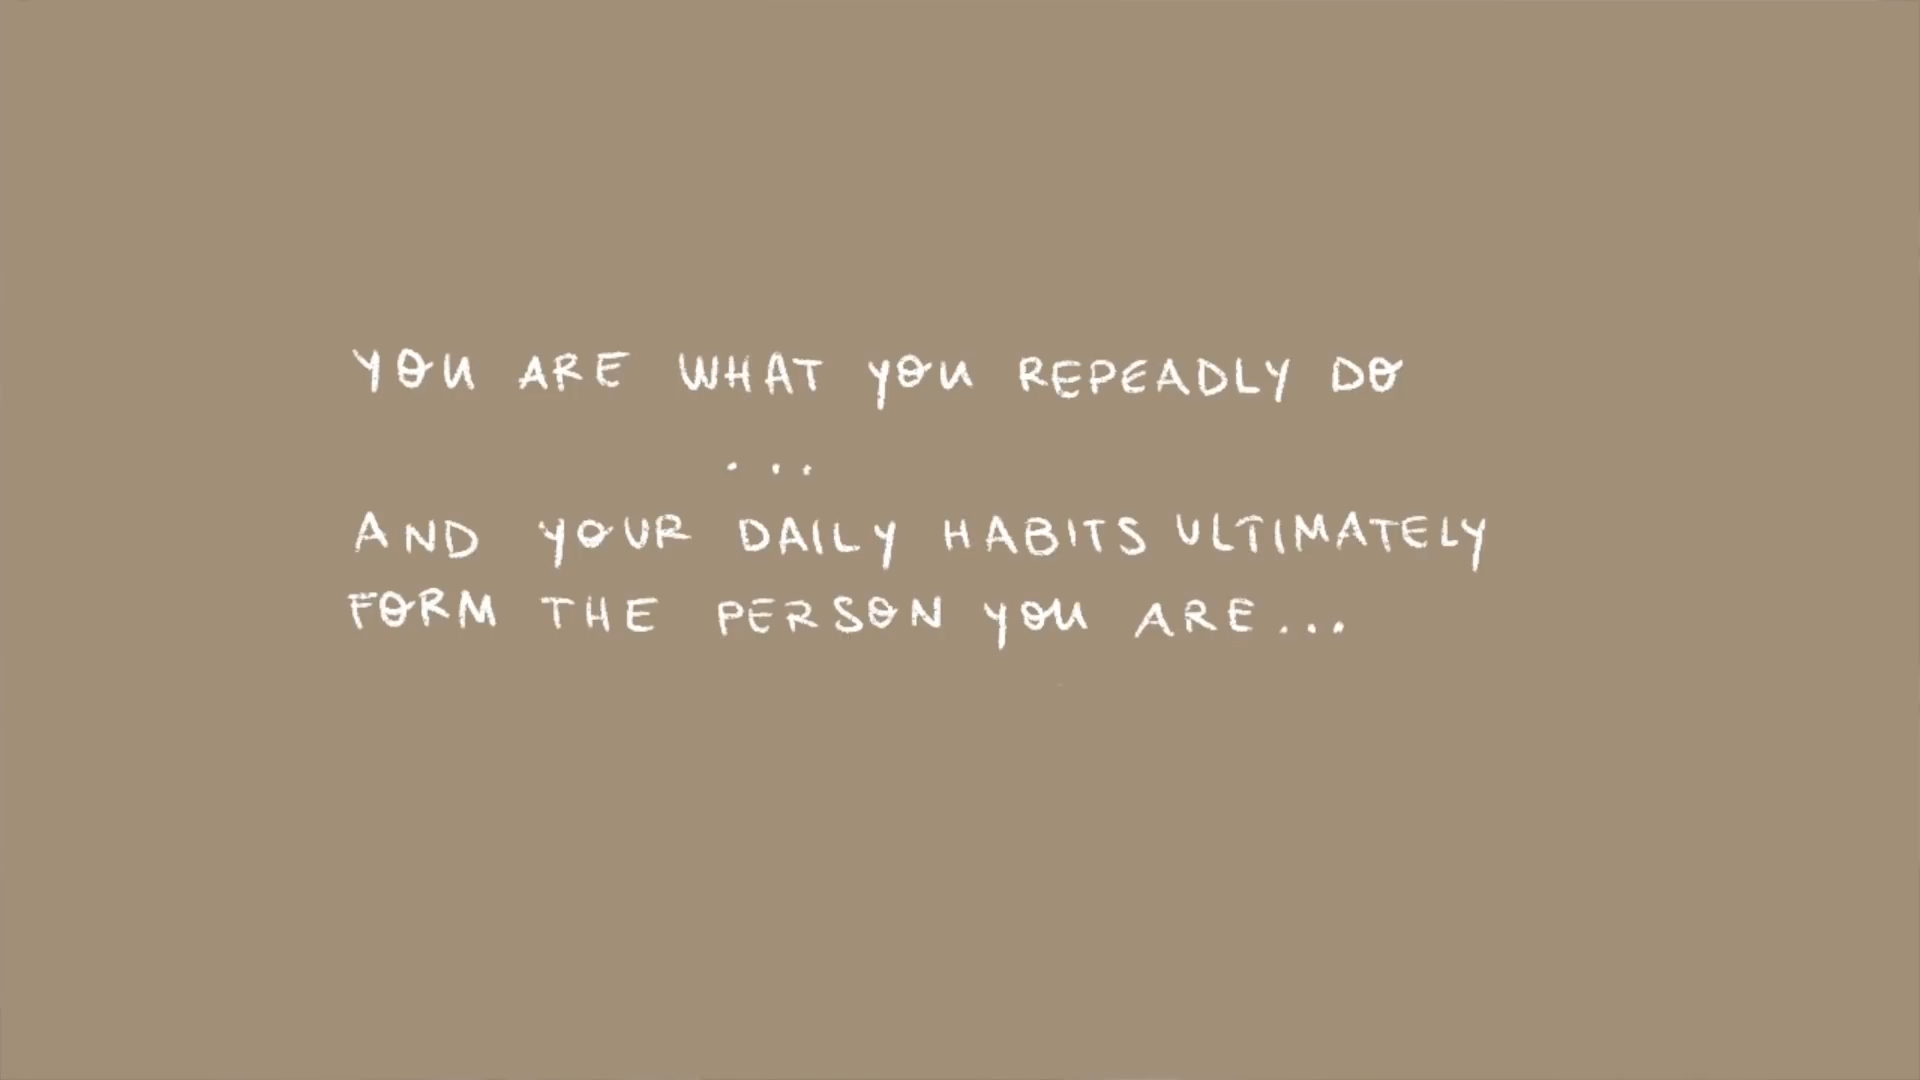 YOU ARE WHAT YOU REPEADLY DO
...
AND YOUR DAILY HABITS ULTIMATELY
FORM THE PERSON YOU ARE...